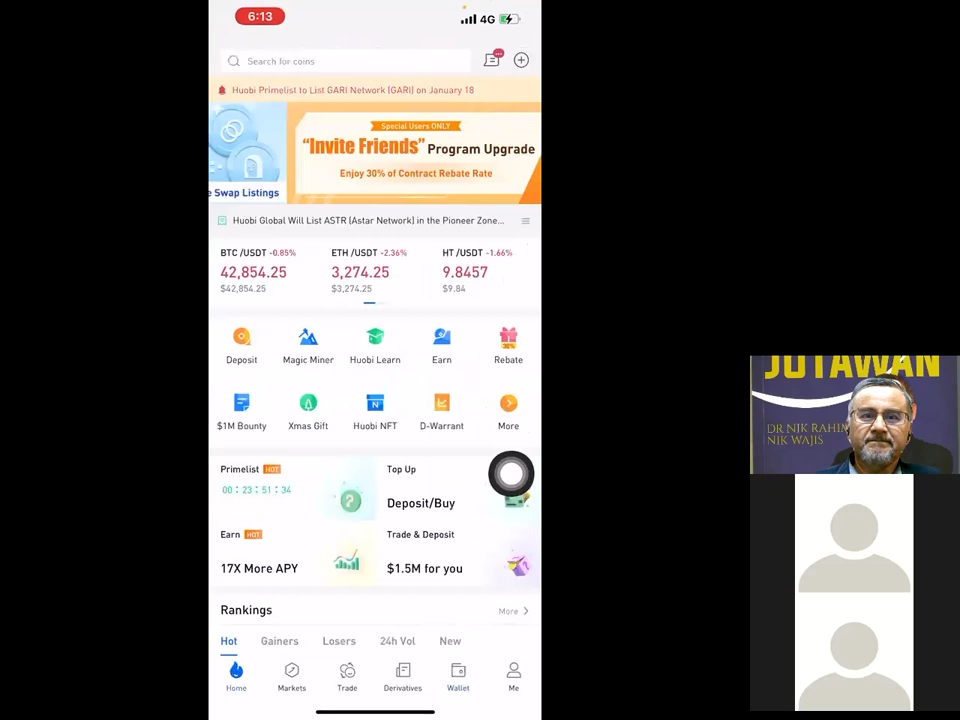 6:13
4G
Search for coins
Huobi Primelist to List GARI Network (GARI) on January 18
Special Users ONLY
"Invite Friends" Program Upgrade
Enjoy 30% of Contract Rebate Rate
e Swap Listings
Huobi Global Will List ASTR (Astar Network) in the Pioneer Zone...
BTC /USDT -0.85%
ETH /USDT -2.36%
HT /USDT -1.66%
42,854.25
3,274.25
9.8457
$42,854.25
$3,274.25
$9.84
Deposit
Magic Miner
Huobi Learn
Earn
Rebate
$1M Bounty
Xmas Gift
Huobi NFT
D-Warrant
More
Primelist HOT
Top Up
00 : 23 : 51 : 34
Deposit/Buy
Earn HOT
Trade & Deposit
17X More APY
$1.5M for you
Rankings
More
Hot
Gainers
Losers
24h Vol
New
Home
Markets
Trade
Derivatives
Wallet
Me
JUTAWAN
DR NIK
NIK WAJIS